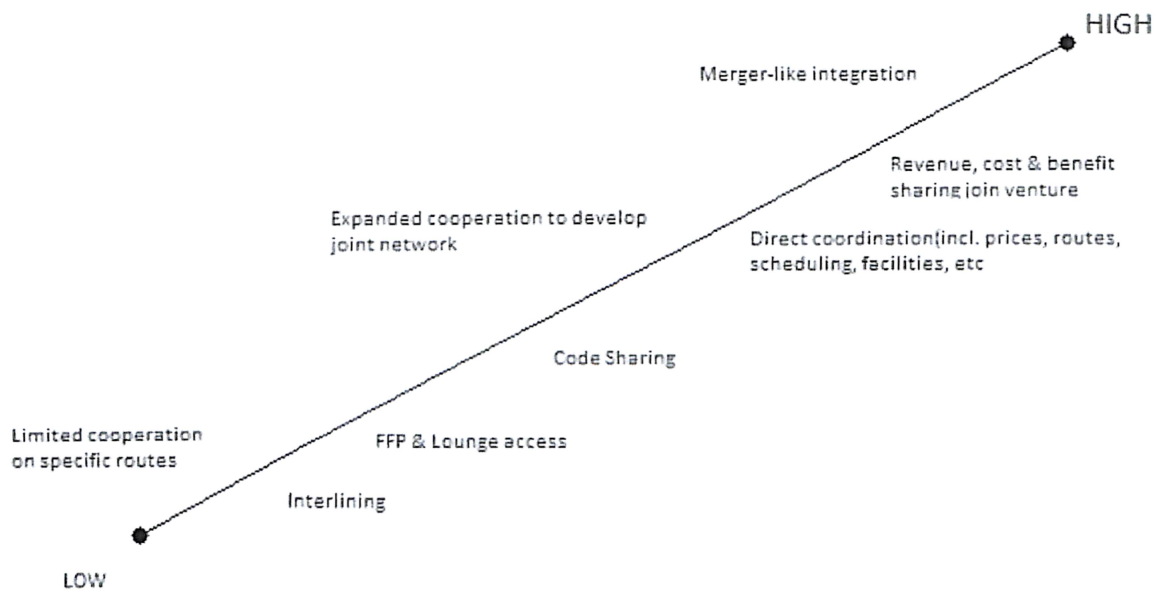 HIGH
Merger-like integration
Revenue, cost & benefit
sharing join venture
Expanded cooperation to develop
joint network
Direct coordination(incl. prices, routes,
scheduling, facilities, etc
Code Sharing
Limited cooperation
on specific routes
FFP & Lounge access
Interlining
LOW